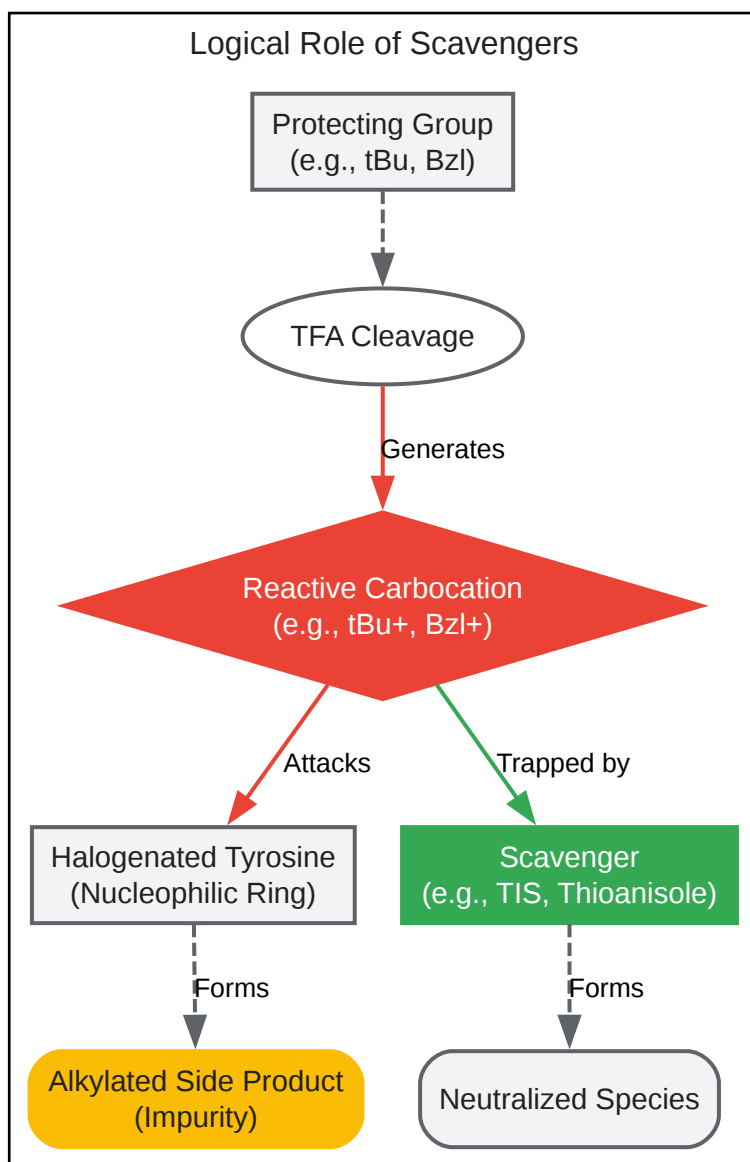 Logical Role of Scavengers
Protecting Group
(e.g., tBu, Bzl)
TFA Cleavage
Generates
Reactive Carbocation
(e.g., tBu+, Bzl+)
Attacks
Trapped by
Halogenated Tyrosine
(Nucleophilic Ring)
Scavenger
(e.g., TIS, Thioanisole)
Forms
Forms
Alkylated Side Product
(Impurity)
Neutralized Species